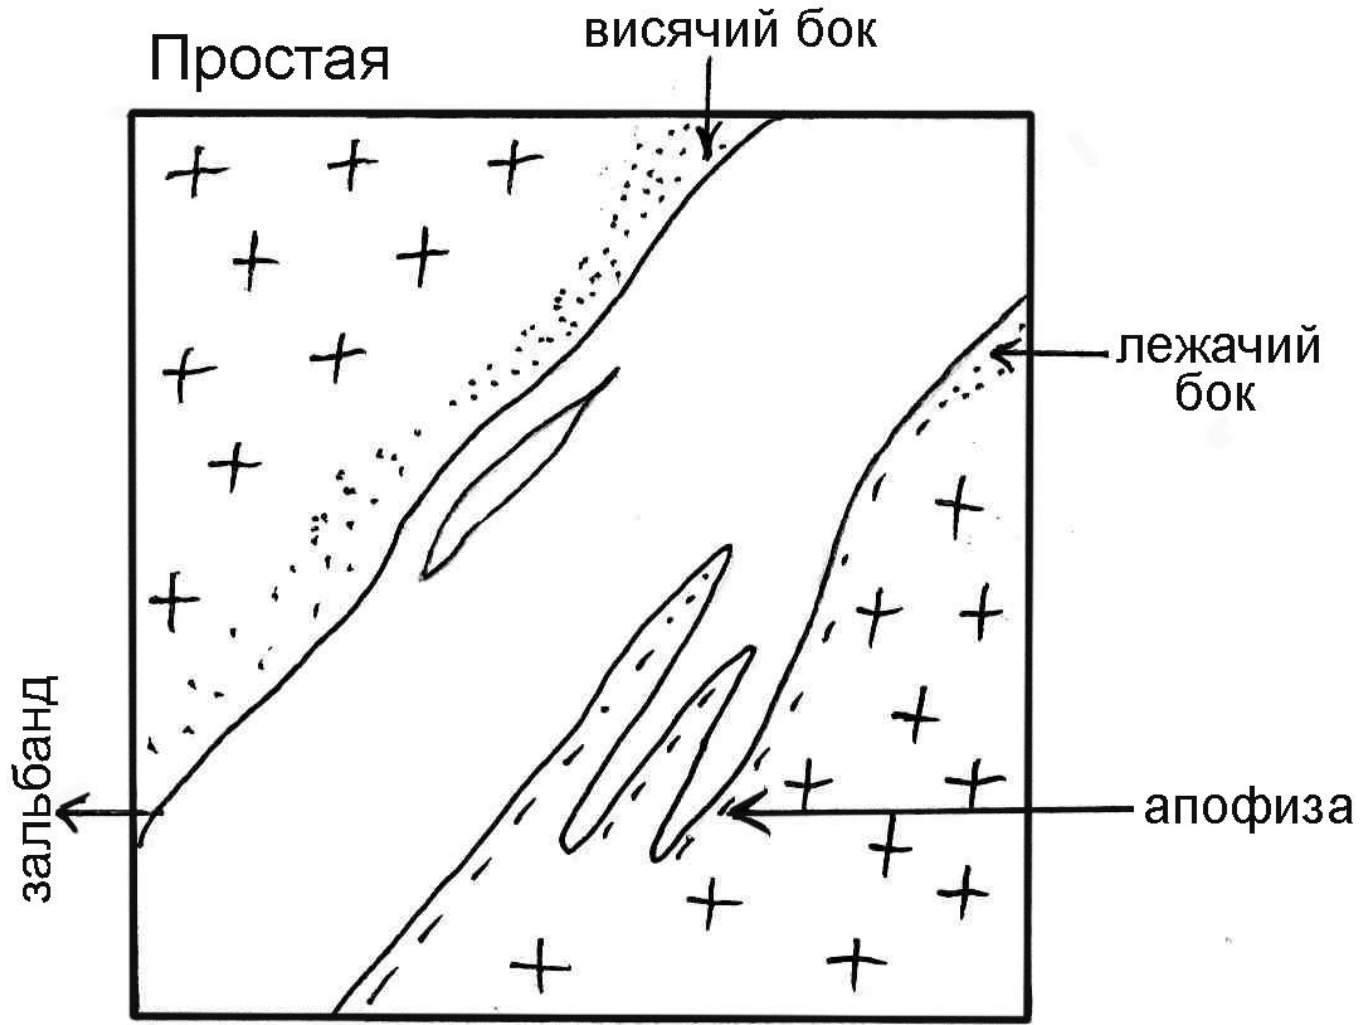 Простая
висячий бок
лежачий
бок
зальбанд
апофиза